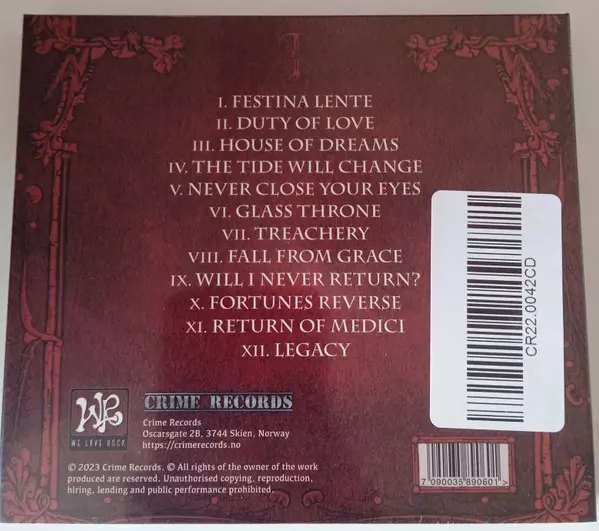 I. FESTINA LENTE
II. DUTY OF LOVE
III. HOUSE OF DREAMS
IV. THE TIDE WILL CHANGE
V. NEVER CLOSE YOUR EYES
VI. GLASS THRONE
VII. TREACHERY
VIII. FALL FROM GRACE
IX. WILL I NEVER RETURN?
X. FORTUNES REVERSE
XI. RETURN OF MEDICI
XII. LEGACY
CR22.0042CD
WE LÄVE ROCK
CRIME RECORDS
Crime Records
Oscarsgate 2B, 3744 Skien, Norway
https://crimerecords.no
© 2023 Crime Records. © All rights of the owner of the work
produced are reserved. Unauthorised copying, reproduction,
hiring, lending and public performance prohibited.
7 090035 890601 >